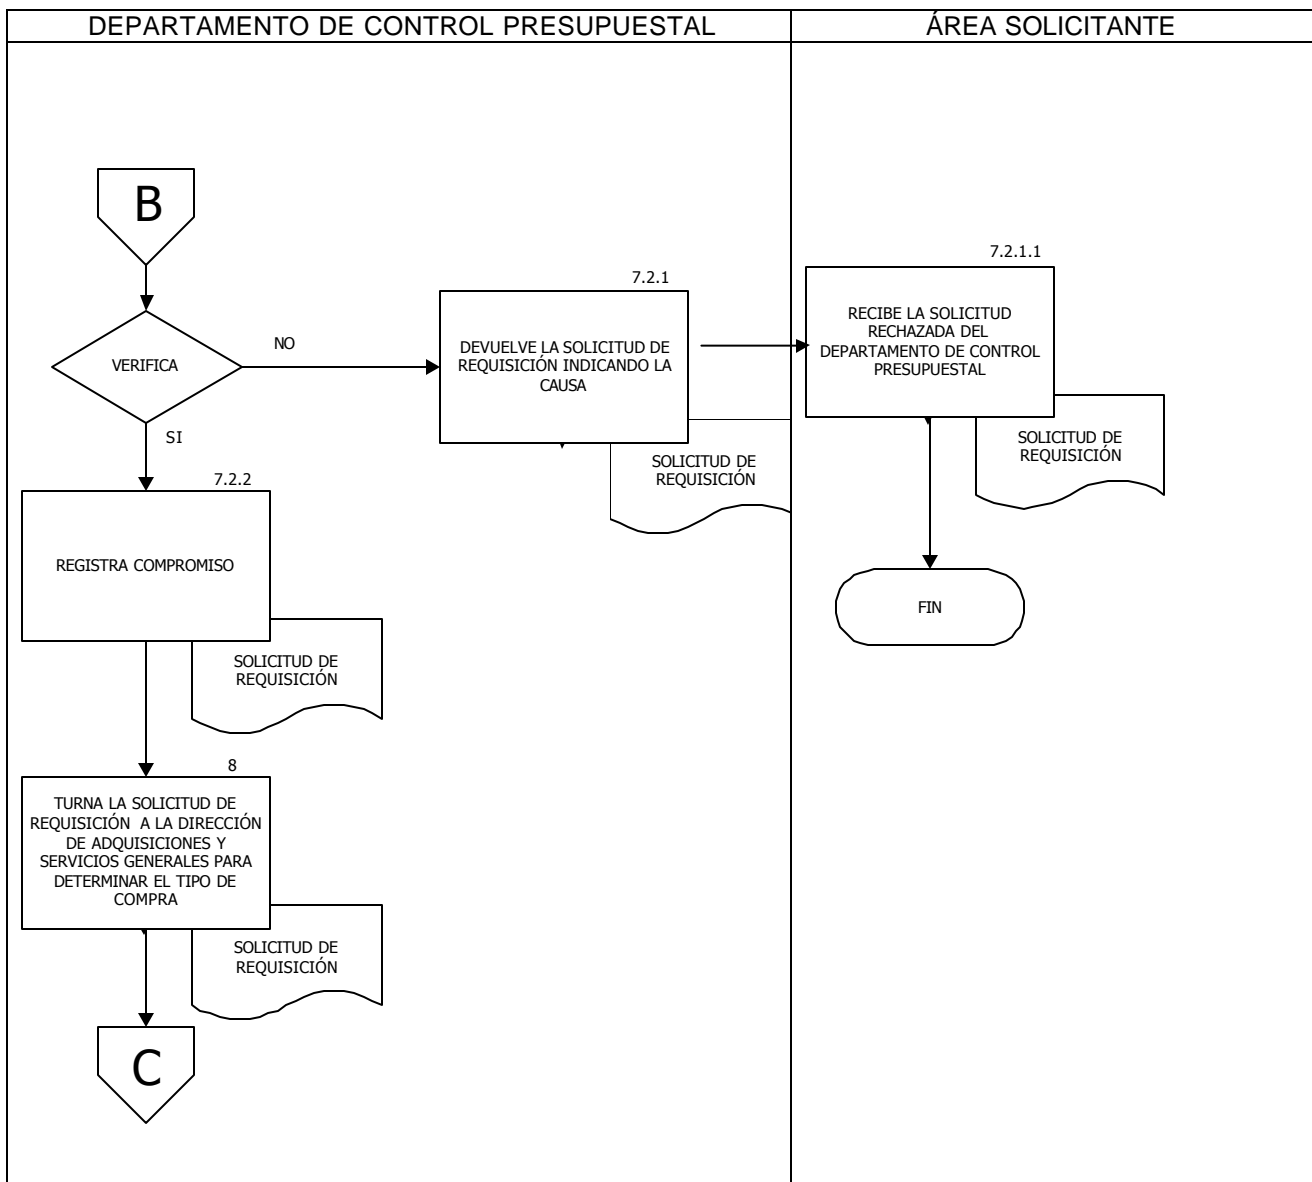 DEPARTAMENTO DE CONTROL PRESUPUESTAL
ÁREA SOLICITANTE
B
VERIFICA
NO
SI
7.2.1
DEVUELVE LA SOLICITUD DE
REQUISICIÓN INDICANDO LA
CAUSA
SOLICITUD DE
REQUISICIÓN
7.2.1.1
RECIBE LA SOLICITUD
RECHAZADA DEL
DEPARTAMENTO DE CONTROL
PRESUPUESTAL
SOLICITUD DE
REQUISICIÓN
FIN
7.2.2
REGISTRA COMPROMISO
SOLICITUD DE
REQUISICIÓN
8
TURNA LA SOLICITUD DE
REQUISICIÓN A LA DIRECCIÓN
DE ADQUISICIONES Y
SERVICIOS GENERALES PARA
DETERMINAR EL TIPO DE
COMPRA
SOLICITUD DE
REQUISICIÓN
C